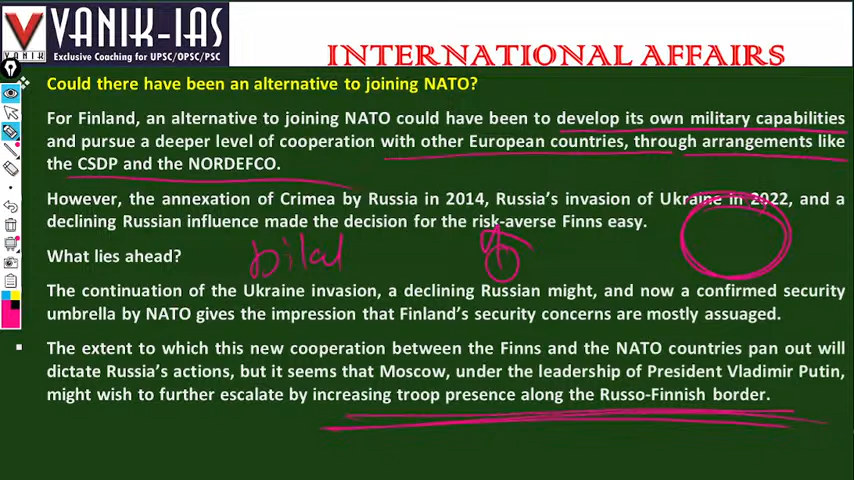 VANIK-IAS
VANIK
Exclusive Coaching for UPSC/OPSC/PSC
INTERNATIONAL AFFAIRS
Could there have been an alternative to joining NATO?
For Finland, an alternative to joining NATO could have been to develop its own military capabilities
and pursue a deeper level of cooperation with other European countries, through arrangements like
the CSDP and the NORDEFCO.
However, the annexation of Crimea by Russia in 2014, Russia's invasion of Ukraine in 2022, and a
declining Russian influence made the decision for the risk-averse Finns easy.
What lies ahead?
The continuation of the Ukraine invasion, a declining Russian might, and now a confirmed security
umbrella by NATO gives the impression that Finland's security concerns are mostly assuaged.
The extent to which this new cooperation between the Finns and the NATO countries pan out will
dictate Russia's actions, but it seems that Moscow, under the leadership of President Vladimir Putin,
might wish to further escalate by increasing troop presence along the Russo-Finnish border.